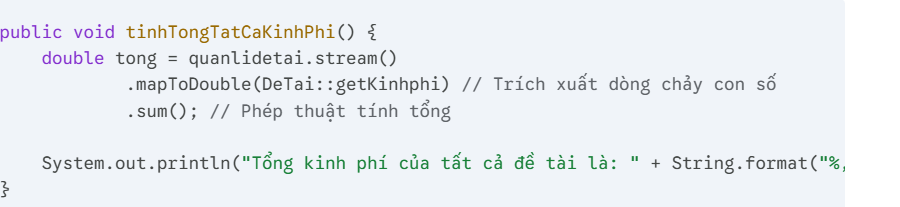 public void tinhTongTatCaKinhPhi() {
    double tong = quanlidetai.stream()
            .mapToDouble(DeTai::getKinhphi) // Trích xuất dòng chảy con số
            .sum(); // Phép thuật tính tổng

    System.out.println("Tổng kinh phí của tất cả đề tài là: " + String.format("%,
}